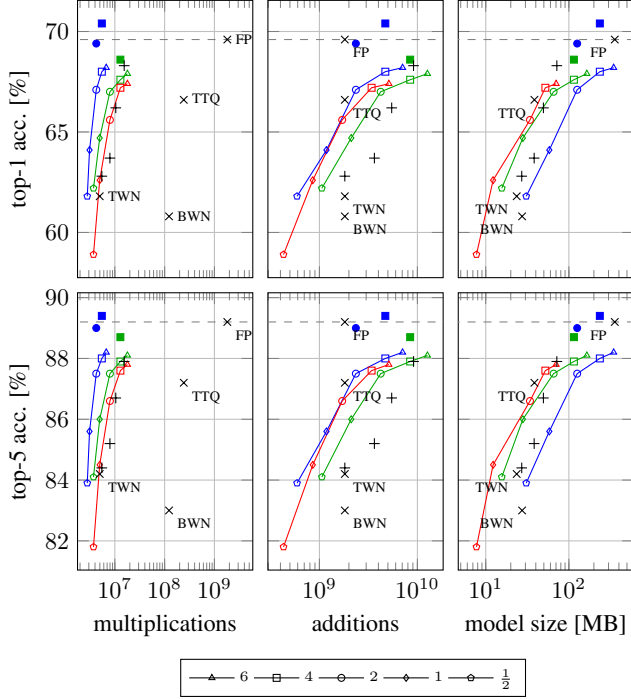 top-1 acc. [%]
70
65
60
FP
TTQ
TWN
BWN
FP
TTQ
TWN
BWN
FP
TTQ
TWN
BWN
top-5 acc. [%]
90
88
86
84
82
FP
TTQ
TWN
BWN
FP
TTQ
TWN
BWN
FP
TTQ
TWN
BWN
10^7 10^8 10^9
10^9 10^10
10^1 10^2
multiplications
additions
model size [MB]
6 4 2 1 1/2